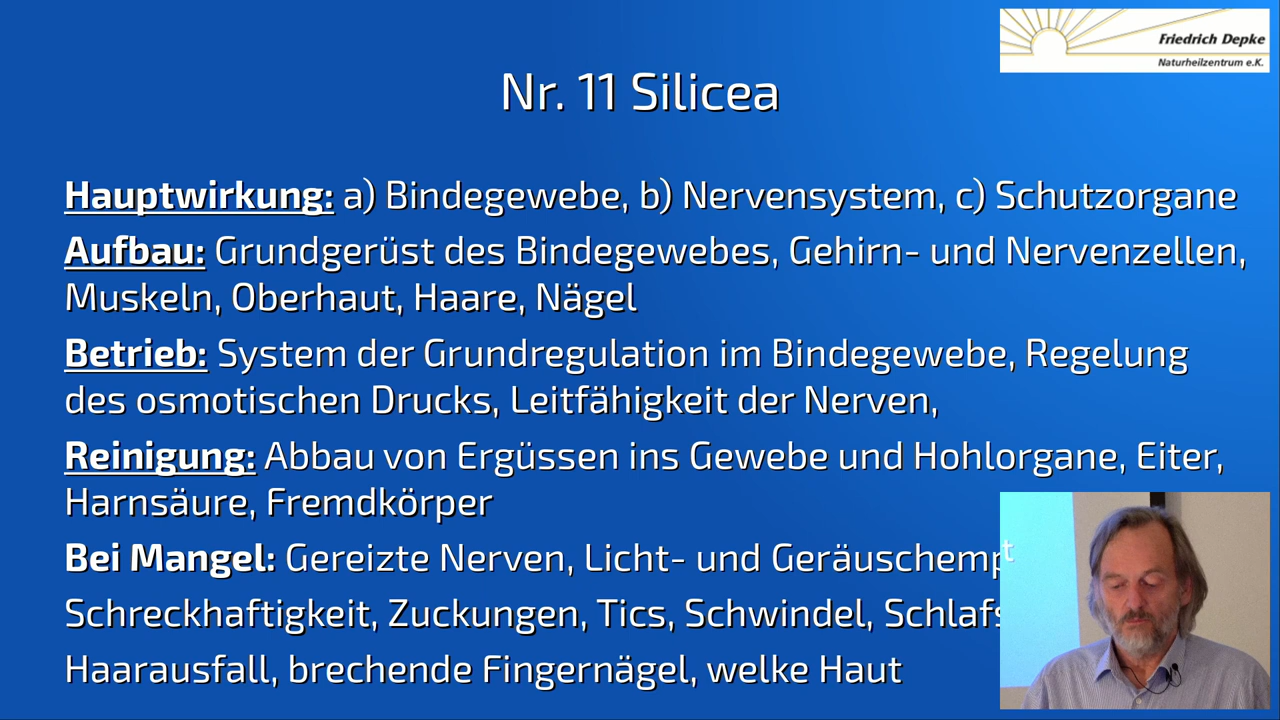 Friedrich Depke
Naturheilzentrum e.K.
Nr. 11 Silicea
Hauptwirkung: a) Bindegewebe, b) Nervensystem, c) Schutzorgane
Aufbau: Grundgerüst des Bindegewebes, Gehirn- und Nervenzellen,
Muskeln, Oberhaut, Haare, Nägel
Betrieb: System der Grundregulation im Bindegewebe, Regelung
des osmotischen Drucks, Leitfähigkeit der Nerven,
Reinigung: Abbau von Ergüssen ins Gewebe und Hohlorgane, Eiter,
Harnsäure, Fremdkörper
Bei Mangel: Gereizte Nerven, Licht- und
Schreckhaftigkeit, Zuckungen, Tics, Schwindel,
Haarausfall, brechende Fingernägel, welke Haut